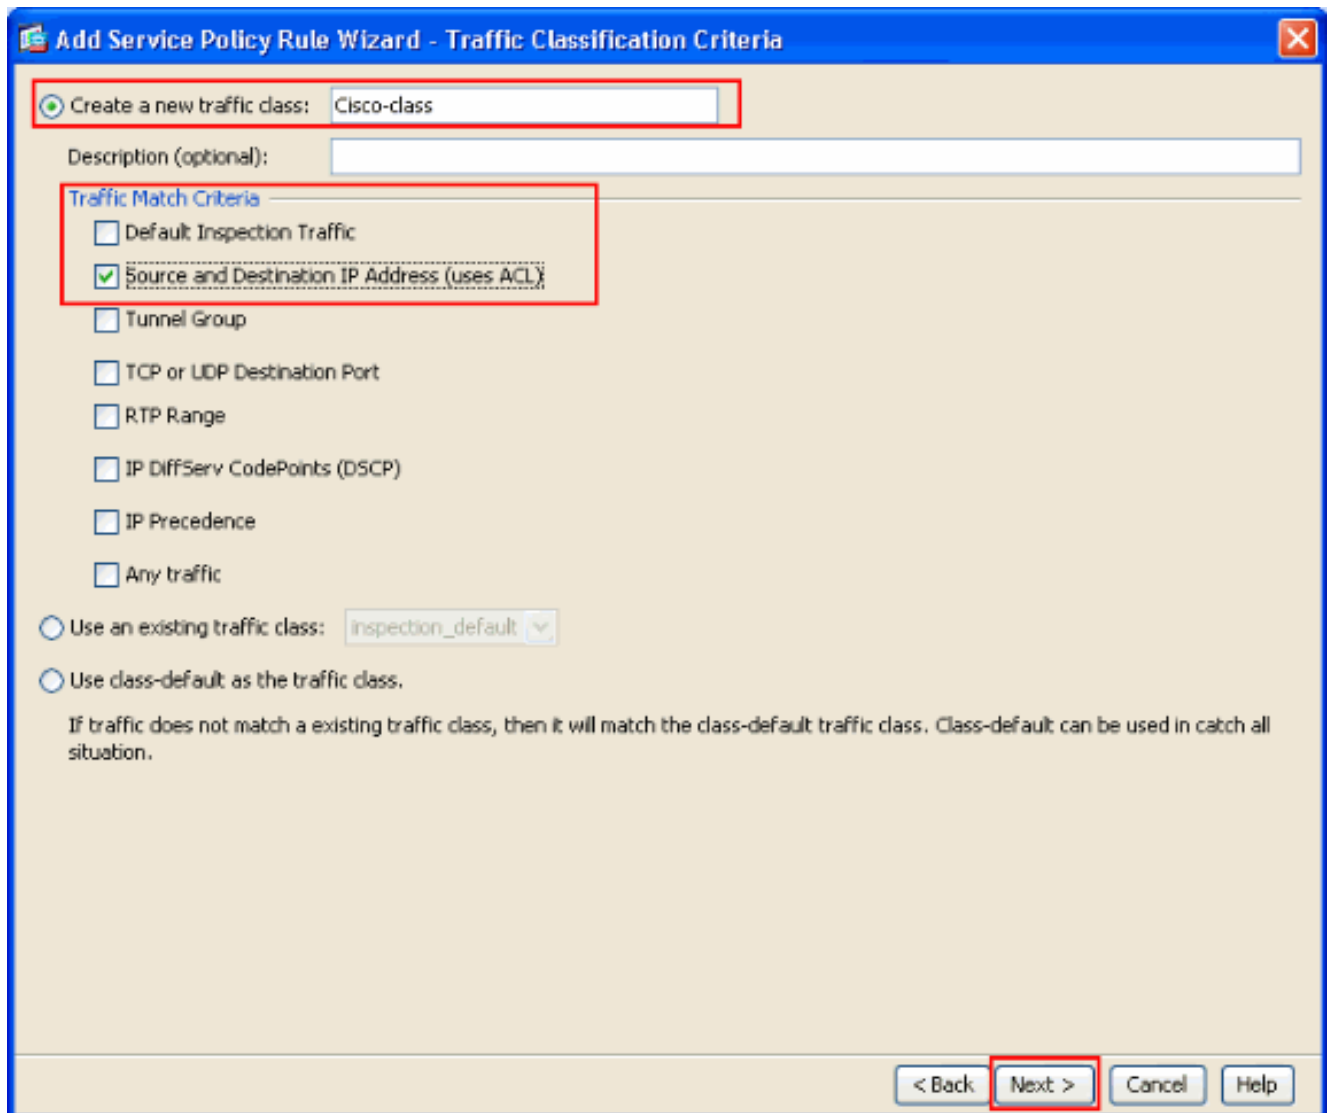 Add Service Policy Rule Wizard - Traffic Classification Criteria
Create a new traffic class: Cisco-class
Description (optional):
Traffic Match Criteria
Default Inspection Traffic
Source and Destination IP Address (uses ACL)
Tunnel Group
TCP or UDP Destination Port
RTP Range
IP DiffServ CodePoints (DSCP)
IP Precedence
Any traffic
Use an existing traffic class: inspection_default
Use class-default as the traffic class.
If traffic does not match a existing traffic class, then it will match the class-default traffic class. Class-default can be used in catch all
situation.
< Back Next > Cancel Help